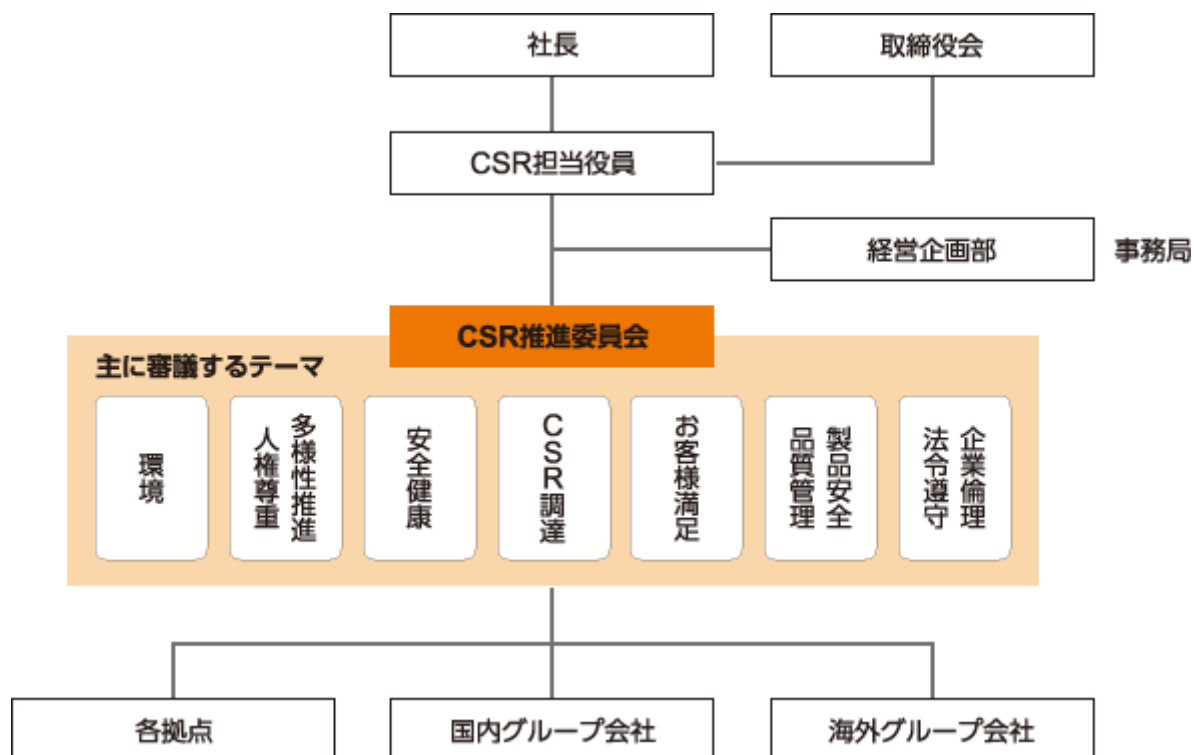 社長
取締役会
CSR担当役員
経営企画部
事務局
CSR推進委員会
主に審議するテーマ
環境
多様性推進
人権尊重
安全健康
CSR調達
お客様満足
製品安全
品質管理
企業倫理
法令遵守
各拠点
国内グループ会社
海外グループ会社